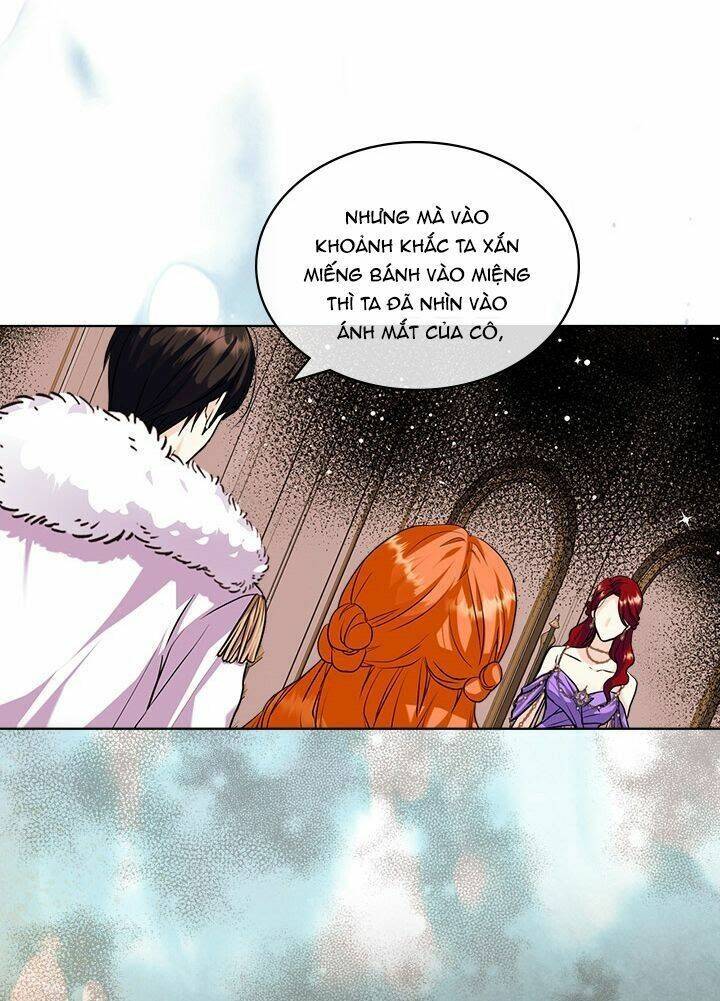 NHƯNG MÀ VÀO
KHOẢNH KHẮC TA XẮN
MIẾNG BÁNH VÀO MIỆNG
THÌ TA ĐÃ NHÌN VÀO
ÁNH MẮT CỦA CÔ,